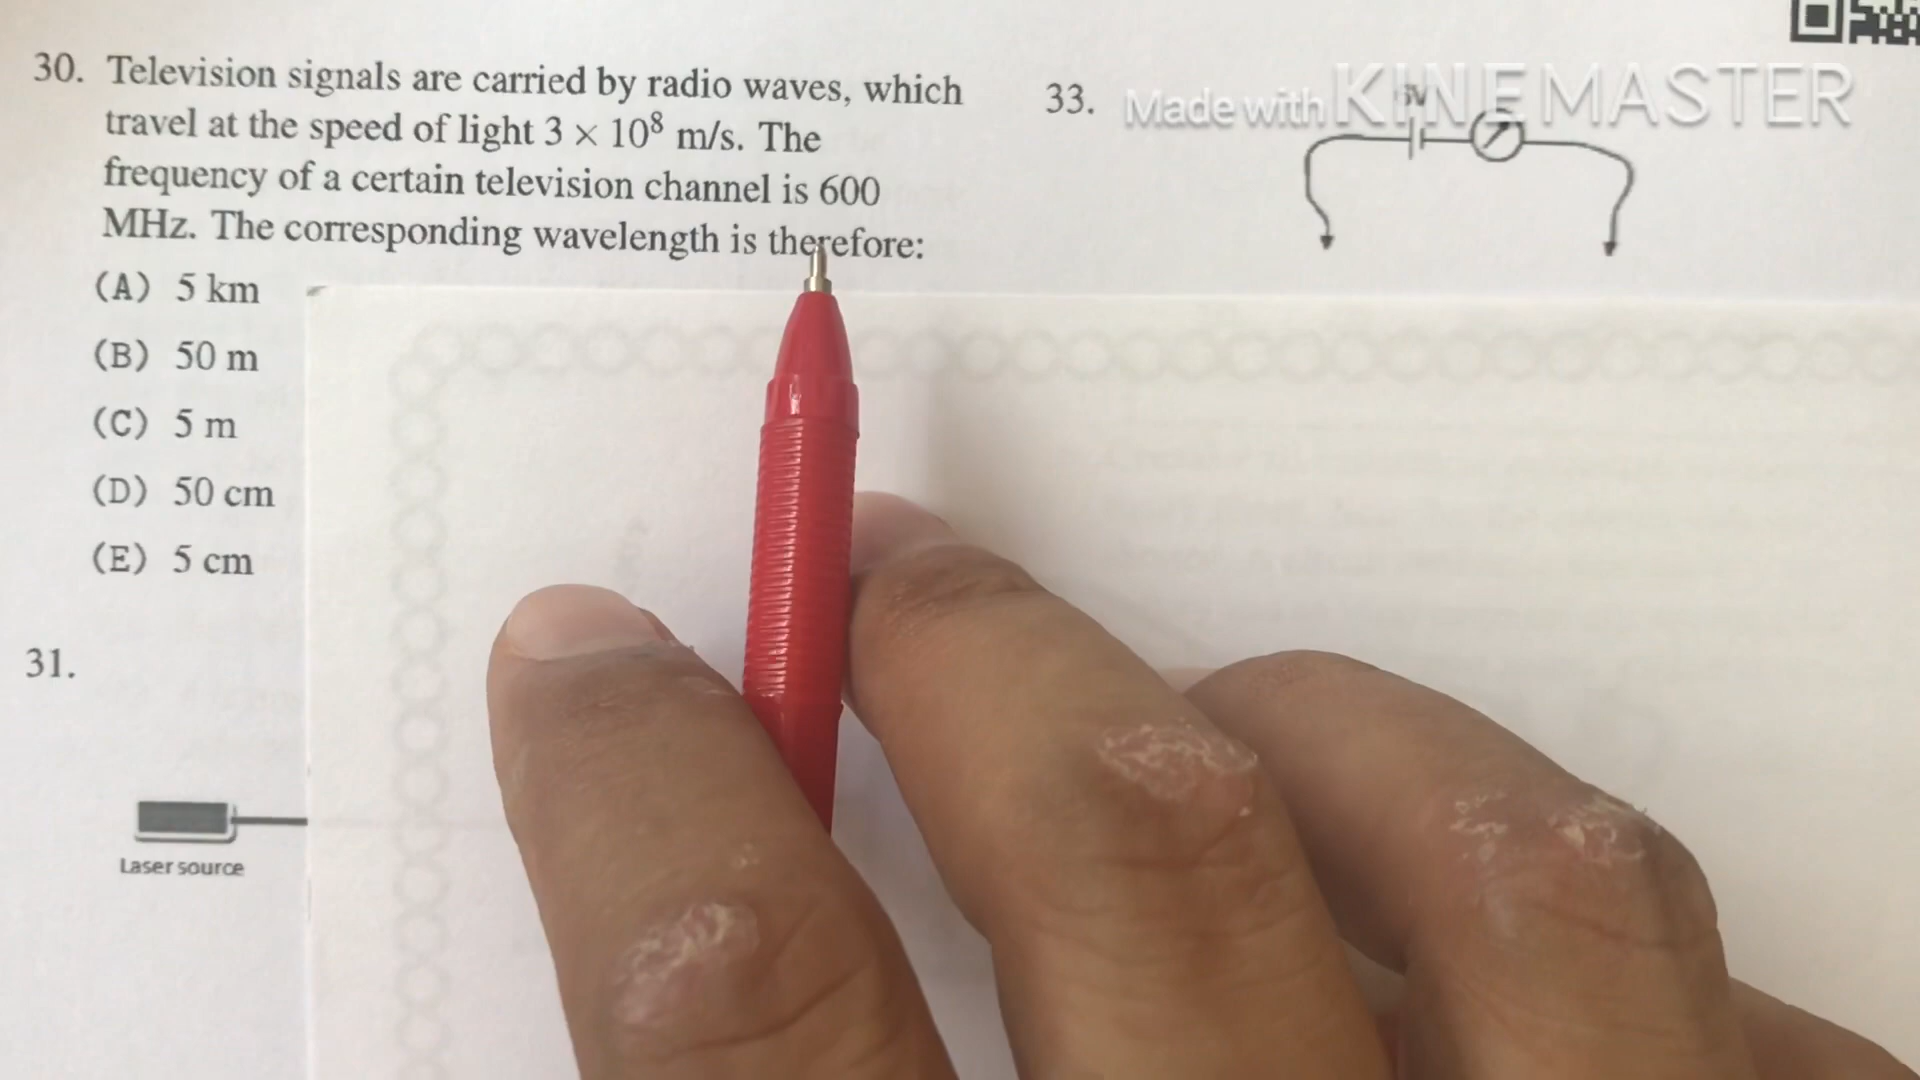 30. Television signals are carried by radio waves, which
travel at the speed of light 3 × 10⁸ m/s. The
frequency of a certain television channel is 600
MHz. The corresponding wavelength is therefore:
(A) 5 km
(B) 50 m
(C) 5 m
(D) 50 cm
(E) 5 cm
31.
Laser source
33.
Made with KINEMASTER